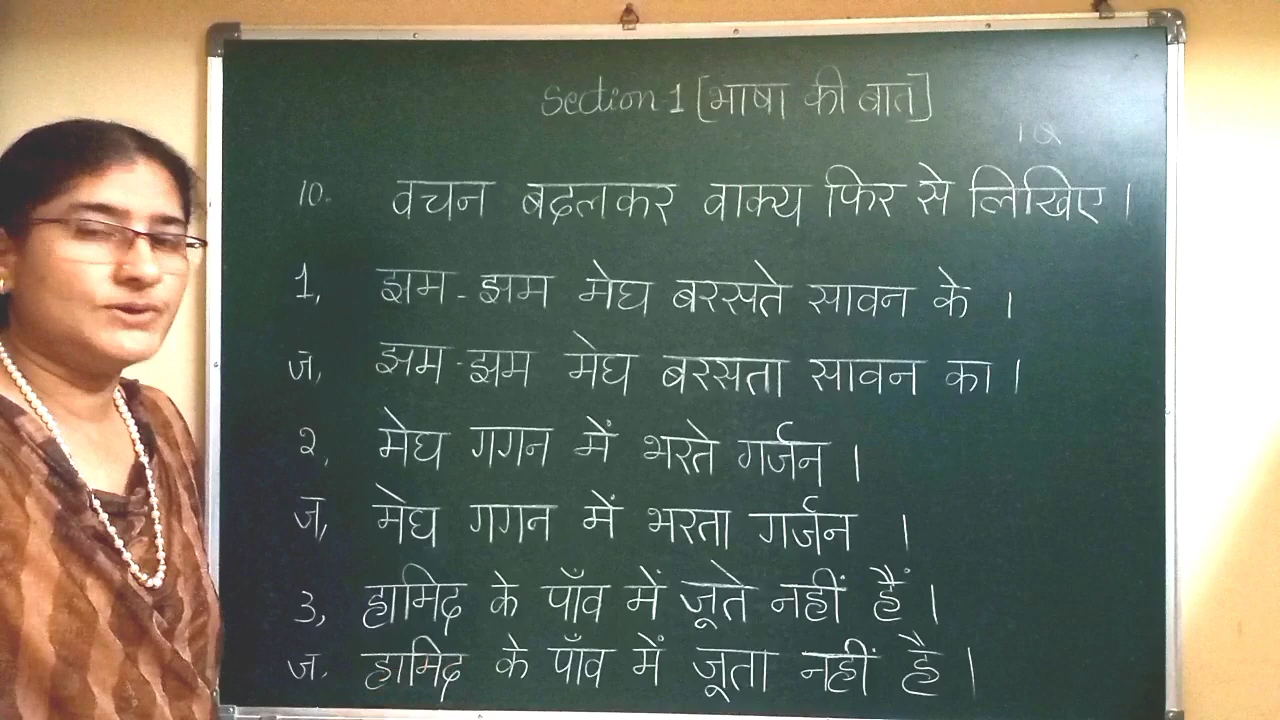 Section-1 [भाषा की बात]
10. वचन बदलकर वाक्य फिर से लिखिए।
1, झम-झम मेघ बरसते सावन के ।
ज, झम-झम मेघ बरसता सावन का ।
२, मेघ गगन में भरते गर्जन ।
ज, मेघ गगन में भरता गर्जन ।
3, हामिद के पाँव में जूते नहीं हैं ।
ज. हामिद के पाँव में जूता नहीं है ।